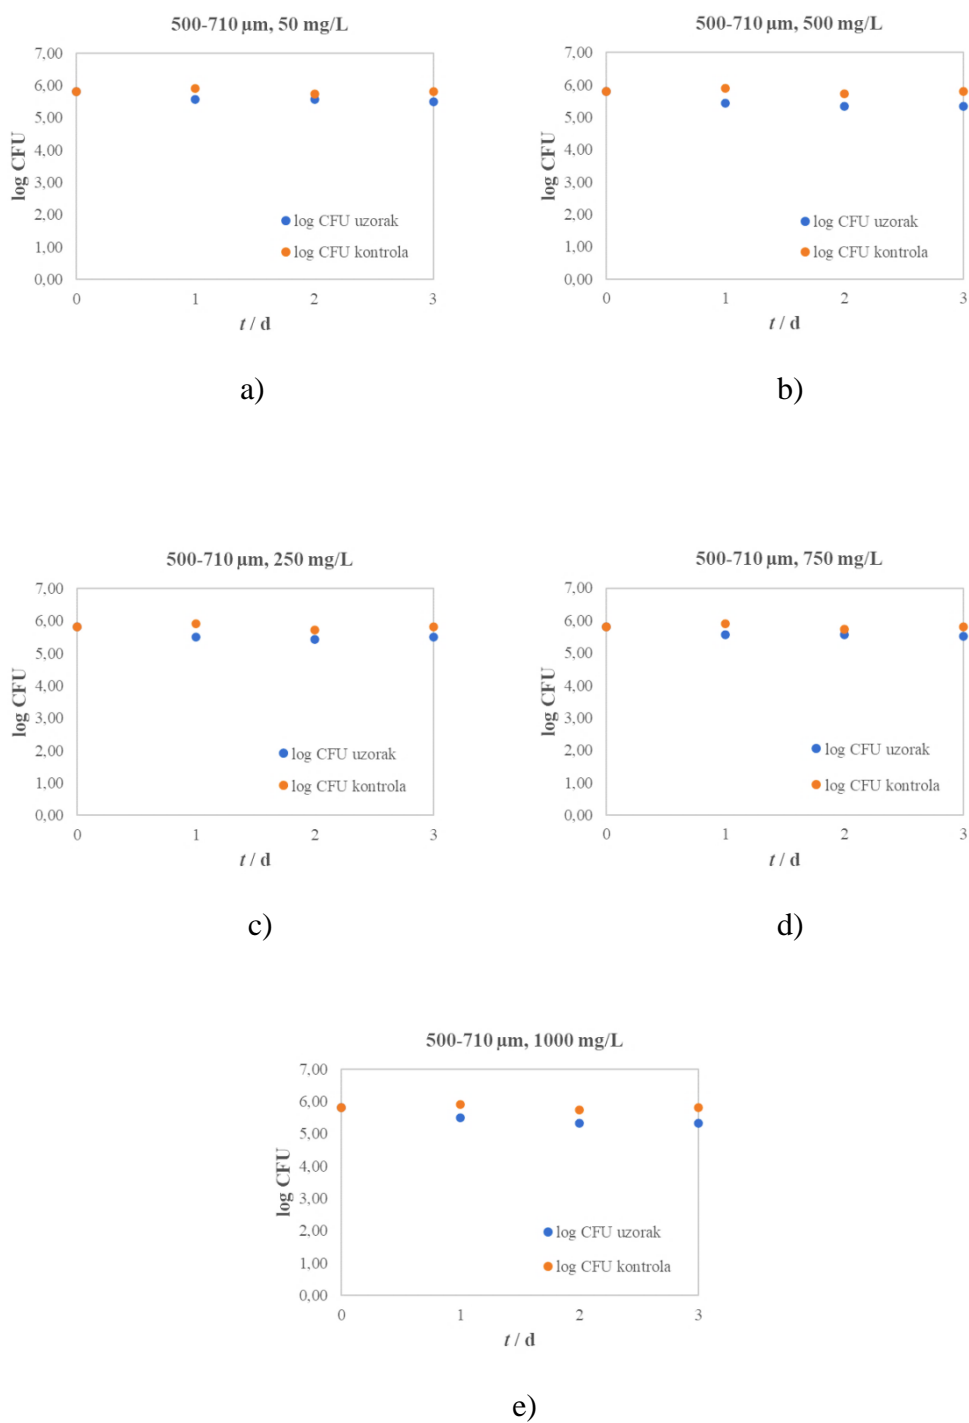 500-710 µm, 50 mg/L
7,00
6,00
5,00
4,00
3,00
2,00
1,00
0,00
log CFU
log CFU uzorak
log CFU kontrola
0 1 2 3
t / d
a)
500-710 µm, 500 mg/L
7,00
6,00
5,00
4,00
3,00
2,00
1,00
0,00
log CFU
log CFU uzorak
log CFU kontrola
0 1 2 3
t / d
b)
500-710 µm, 250 mg/L
7,00
6,00
5,00
4,00
3,00
2,00
1,00
0,00
log CFU
log CFU uzorak
log CFU kontrola
0 1 2 3
t / d
c)
500-710 µm, 750 mg/L
7,00
6,00
5,00
4,00
3,00
2,00
1,00
0,00
log CFU
log CFU uzorak
log CFU kontrola
0 1 2 3
t / d
d)
500-710 µm, 1000 mg/L
7,00
6,00
5,00
4,00
3,00
2,00
1,00
0,00
log CFU
log CFU uzorak
log CFU kontrola
0 1 2 3
t / d
e)